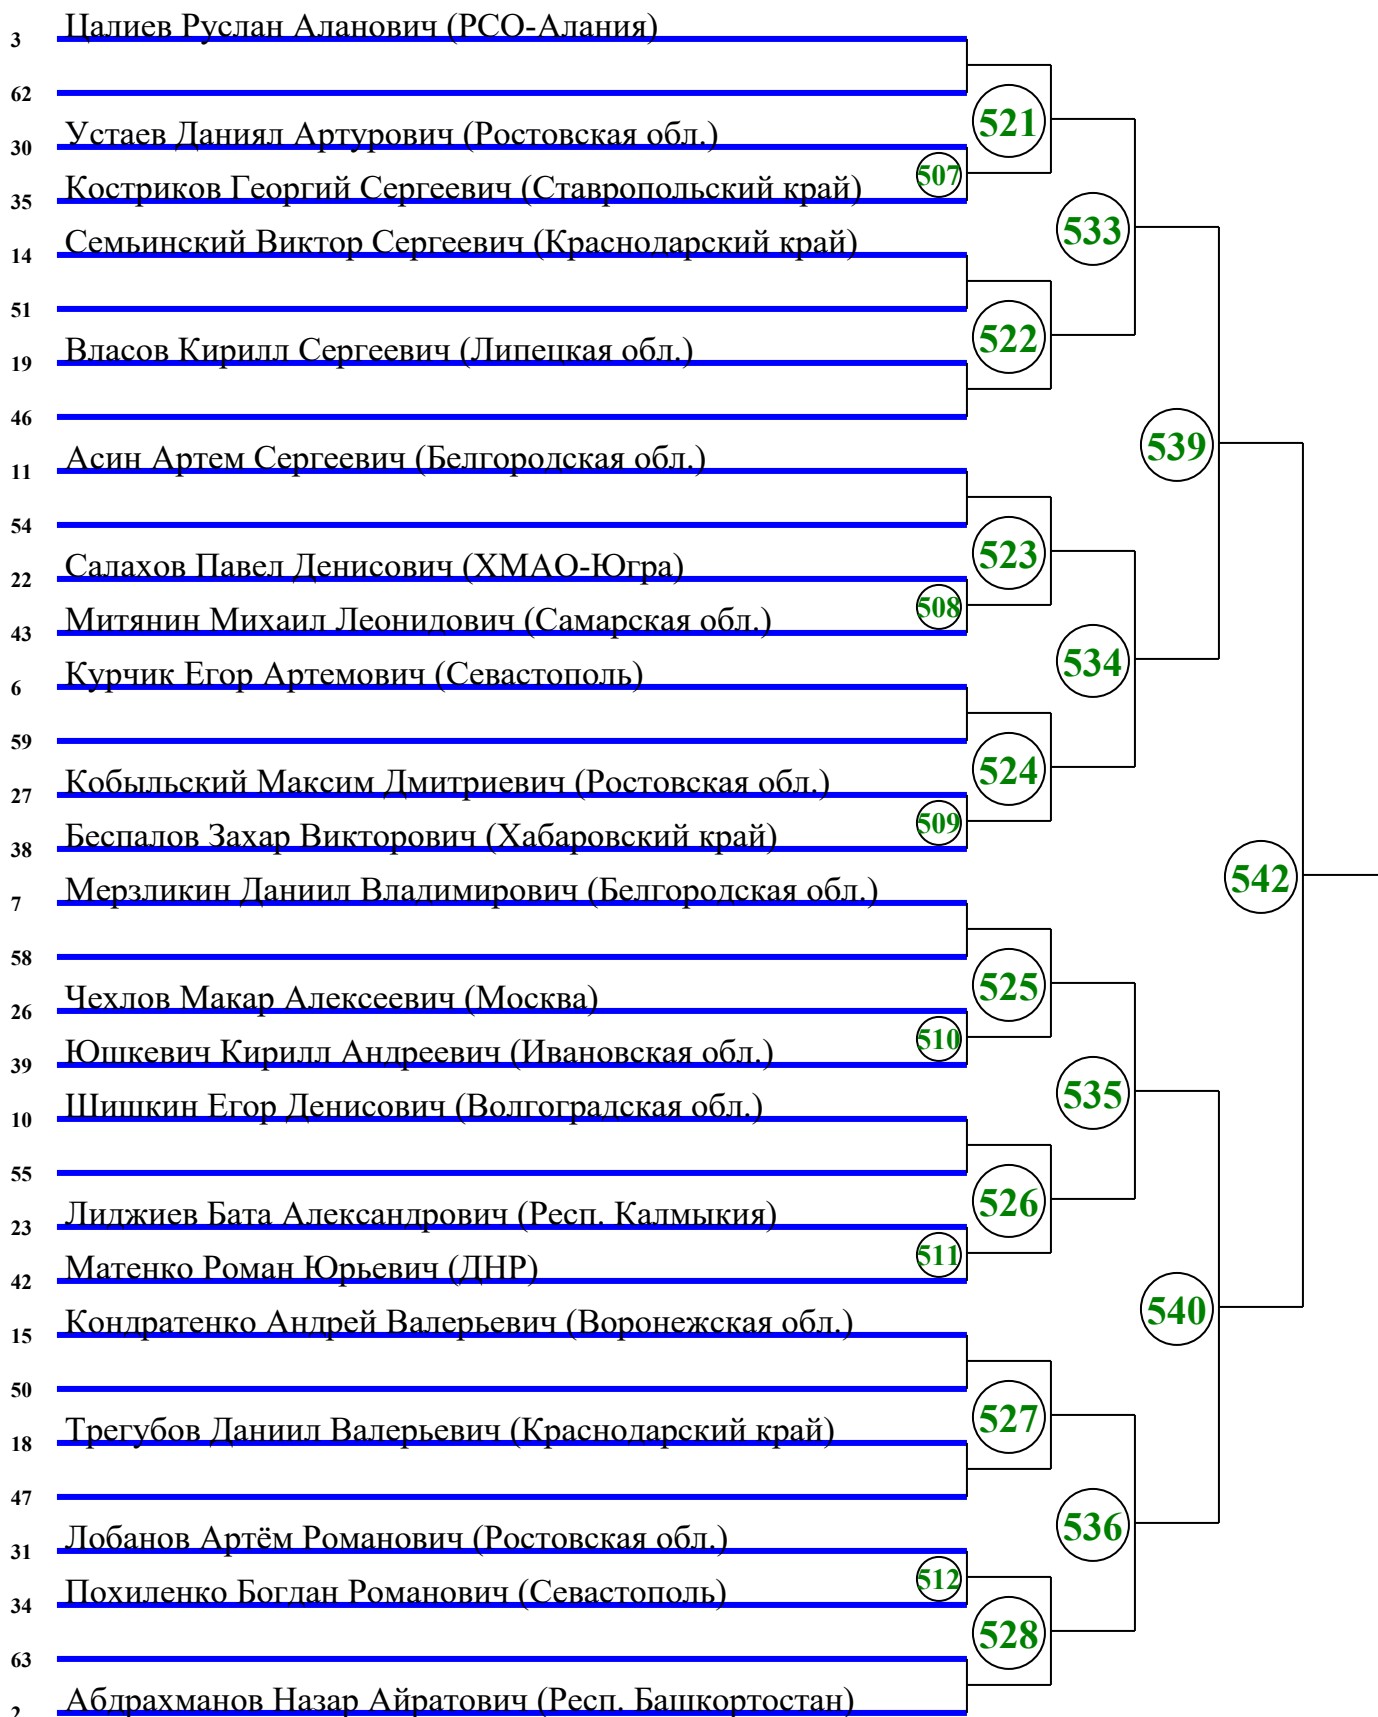 3 Цалиев Руслан Аланович (РСО-Алания)
62
521
30 Устаев Даниял Артурович (Ростовская обл.)
507
35 Костриков Георгий Сергеевич (Ставропольский край)
533
14 Семьинский Виктор Сергеевич (Краснодарский край)
51
522
19 Власов Кирилл Сергеевич (Липецкая обл.)
46
539
11 Асин Артем Сергеевич (Белгородская обл.)
54
523
22 Салахов Павел Денисович (ХМАО-Югра)
508
43 Митянин Михаил Леонидович (Самарская обл.)
534
6 Курчик Егор Артемович (Севастополь)
59
524
27 Кобыльский Максим Дмитриевич (Ростовская обл.)
509
38 Беспалов Захар Викторович (Хабаровский край)
542
7 Мерзликин Даниил Владимирович (Белгородская обл.)
58
525
26 Чехлов Макар Алексеевич (Москва)
510
39 Юшкевич Кирилл Андреевич (Ивановская обл.)
535
10 Шишкин Егор Денисович (Волгоградская обл.)
55
526
23 Лиджиев Бата Александрович (Респ. Калмыкия)
511
42 Матенко Роман Юрьевич (ДНР)
540
15 Кондратенко Андрей Валерьевич (Воронежская обл.)
50
527
18 Трегубов Даниил Валерьевич (Краснодарский край)
47
536
31 Лобанов Артём Романович (Ростовская обл.)
512
34 Похиленко Богдан Романович (Севастополь)
528
63
2 Абдрахманов Назар Айратович (Респ. Башкортостан)